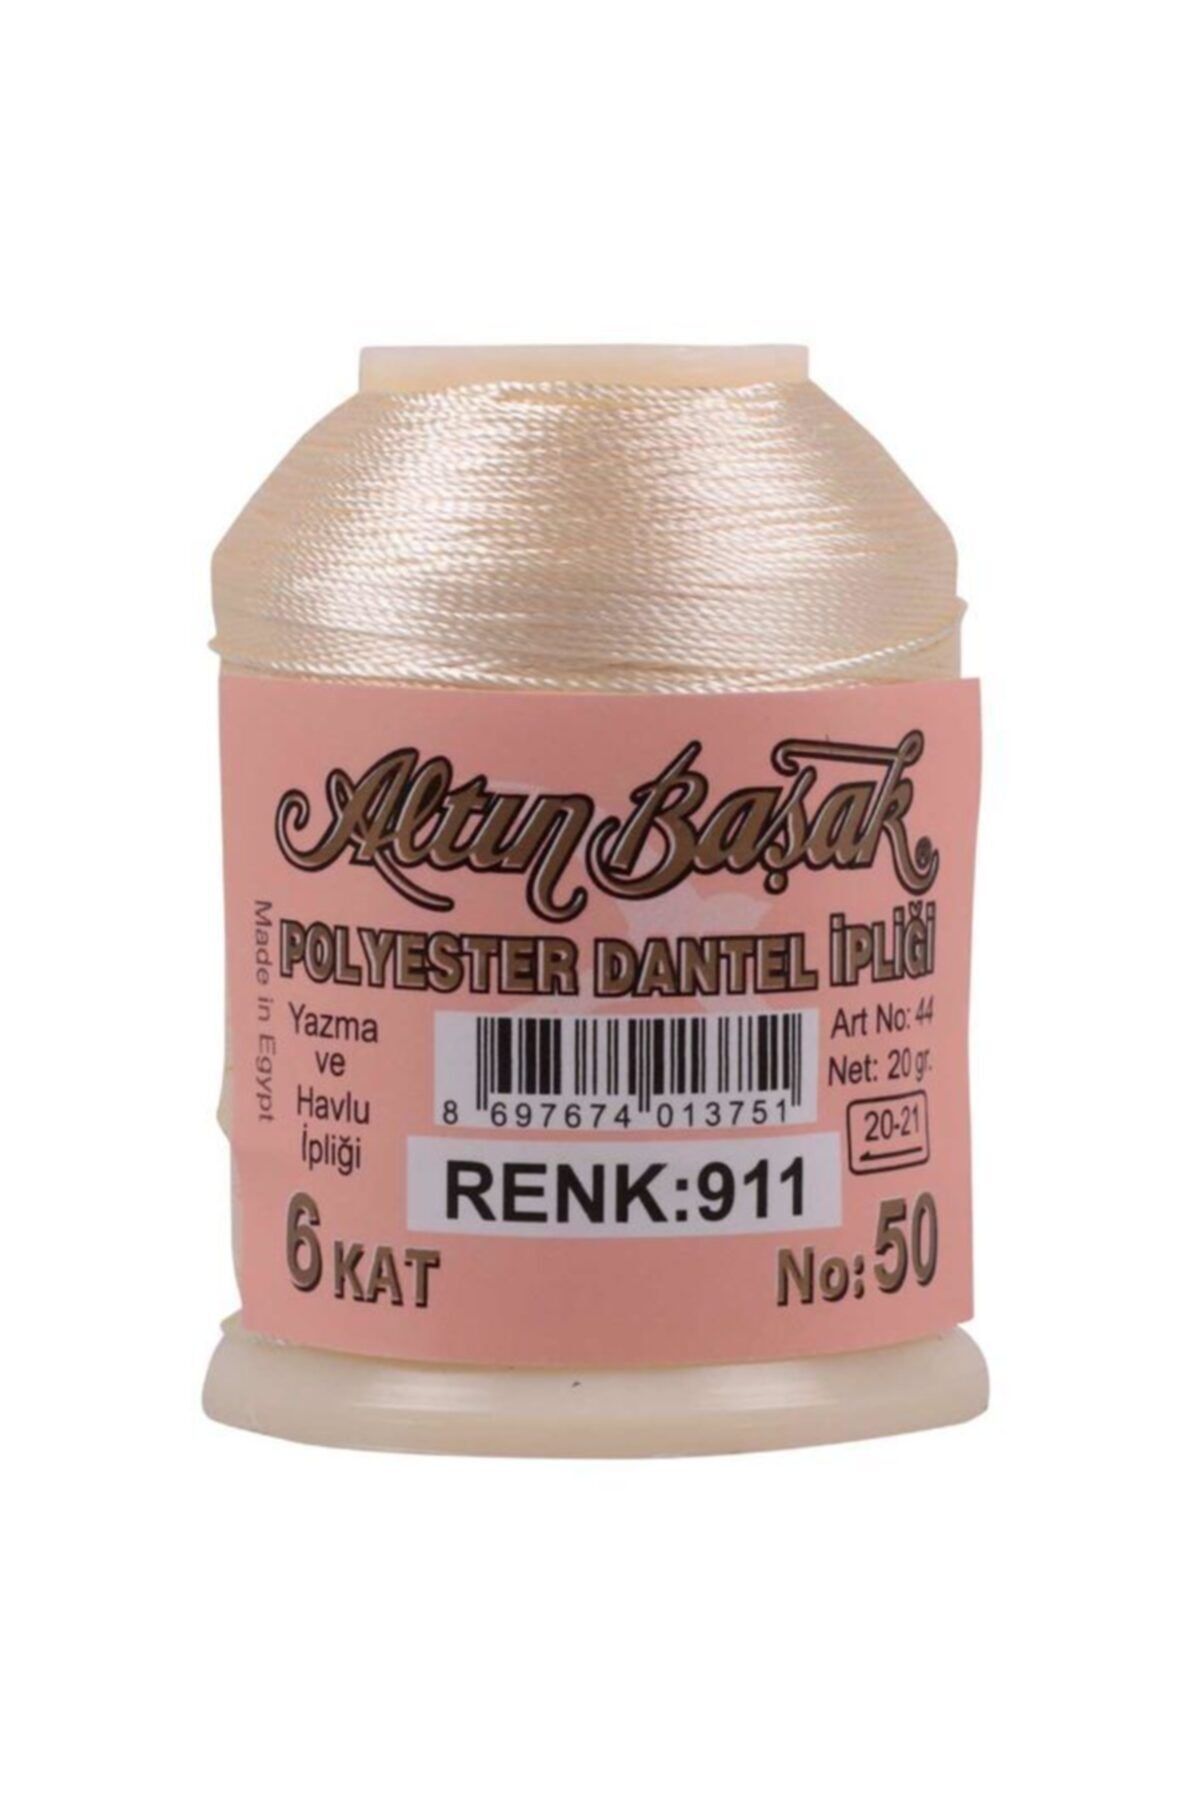 Altın Başak®
POLYESTER DANTEL İPLİĞİ
Made in Egypt
Yazma
ve
Havlu
İpliği
8 697674 013751
Art No: 44
Net: 20 gr.
20-21
RENK:911
6 KAT
No: 50